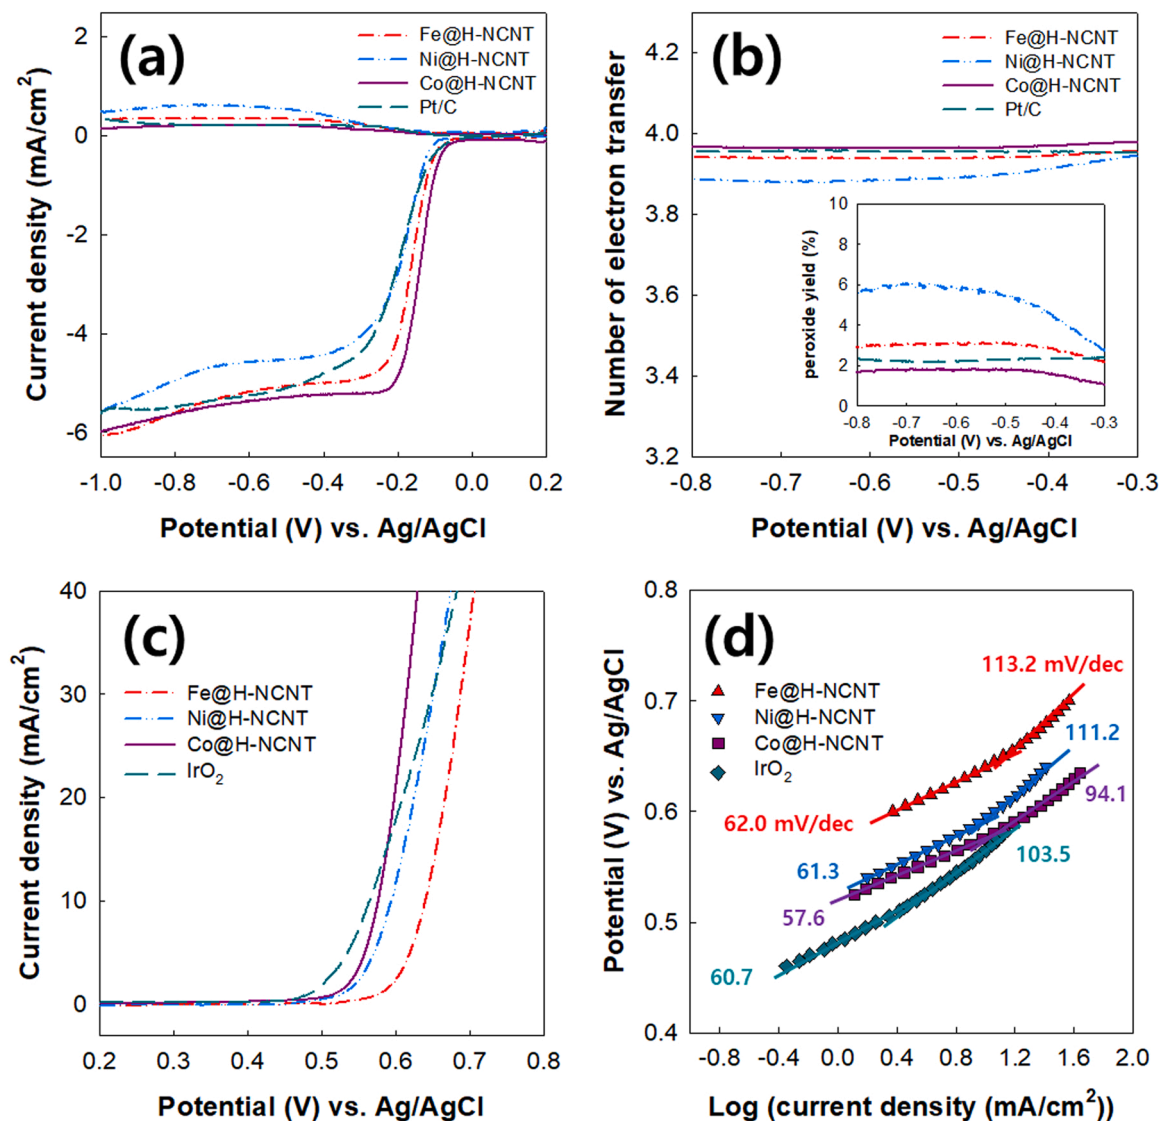 (a)
Fe@H-NCNT
Ni@H-NCNT
Co@H-NCNT
Pt/C
2
0
-2
-4
-6
Current density (mA/cm²)
-1.0 -0.8 -0.6 -0.4 -0.2 0.0 0.2
Potential (V) vs. Ag/AgCl
(b)
Fe@H-NCNT
Ni@H-NCNT
Co@H-NCNT
Pt/C
4.2
4.0
3.8
3.6
3.4
3.2
Number of electron transfer
10
8
6
4
2
0
peroxide yield (%)
-0.8 -0.7 -0.6 -0.5 -0.4 -0.3
Potential (V) vs. Ag/AgCl
-0.8 -0.7 -0.6 -0.5 -0.4 -0.3
Potential (V) vs. Ag/AgCl
(c)
Fe@H-NCNT
Ni@H-NCNT
Co@H-NCNT
IrO₂
40
30
20
10
0
Current density (mA/cm²)
0.2 0.3 0.4 0.5 0.6 0.7 0.8
Potential (V) vs. Ag/AgCl
(d)
Fe@H-NCNT
Ni@H-NCNT
Co@H-NCNT
IrO₂
113.2 mV/dec
111.2
94.1
103.5
62.0 mV/dec
61.3
57.6
60.7
0.8
0.7
0.6
0.5
0.4
Potential (V) vs. Ag/AgCl
-0.8 -0.4 0.0 0.4 0.8 1.2 1.6 2.0
Log (current density (mA/cm²))